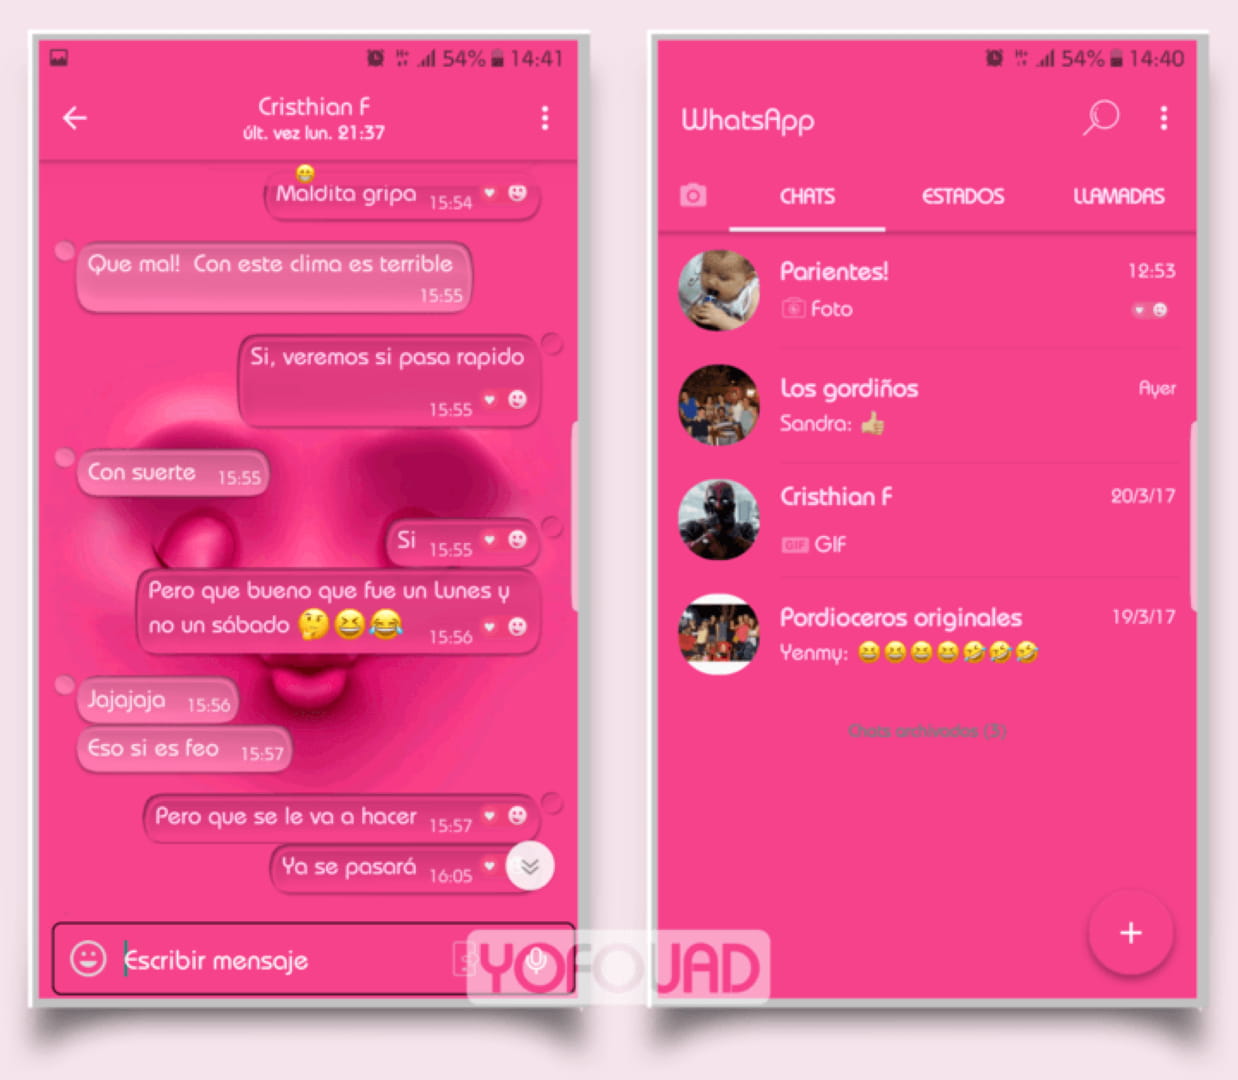 54% 14:41
Cristhian F
últ. vez lun. 21:37
Maldita gripa 15:54
Que mal! Con este clima es terrible
15:55
Si, veremos si pasa rapido
15:55
Con suerte 15:55
Si 15:55
Pero que bueno que fue un Lunes y
no un sábado 🤔😆😂 15:56
Jajajaja 15:56
Eso si es feo 15:57
Pero que se le va a hacer 15:57
Ya se pasará 16:05
Escribir mensaje
H+ 54% 14:40
WhatsApp
CHATS ESTADOS LLAMADAS
Parientes! 12:53
Foto
Los gordiños Ayer
Sandra: 👍
Cristhian F 20/3/17
GIF GIF
Pordioceros originales 19/3/17
Yenmy: 😆😆😆😆🤣🤣🤣
Chats archivados (3)
YOFOUAD